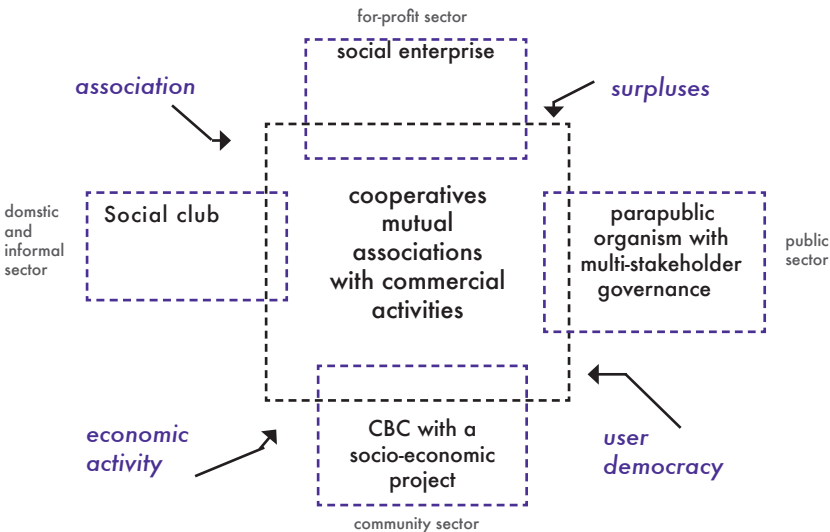 for-profit sector
social enterprise
association
surpluses
domstic
and
informal
sector
Social club
cooperatives
mutual
associations
with commercial
activities
parapublic
organism with
multi-stakeholder
governance
public
sector
economic
activity
CBC with a
socio-economic
project
user
democracy
community sector